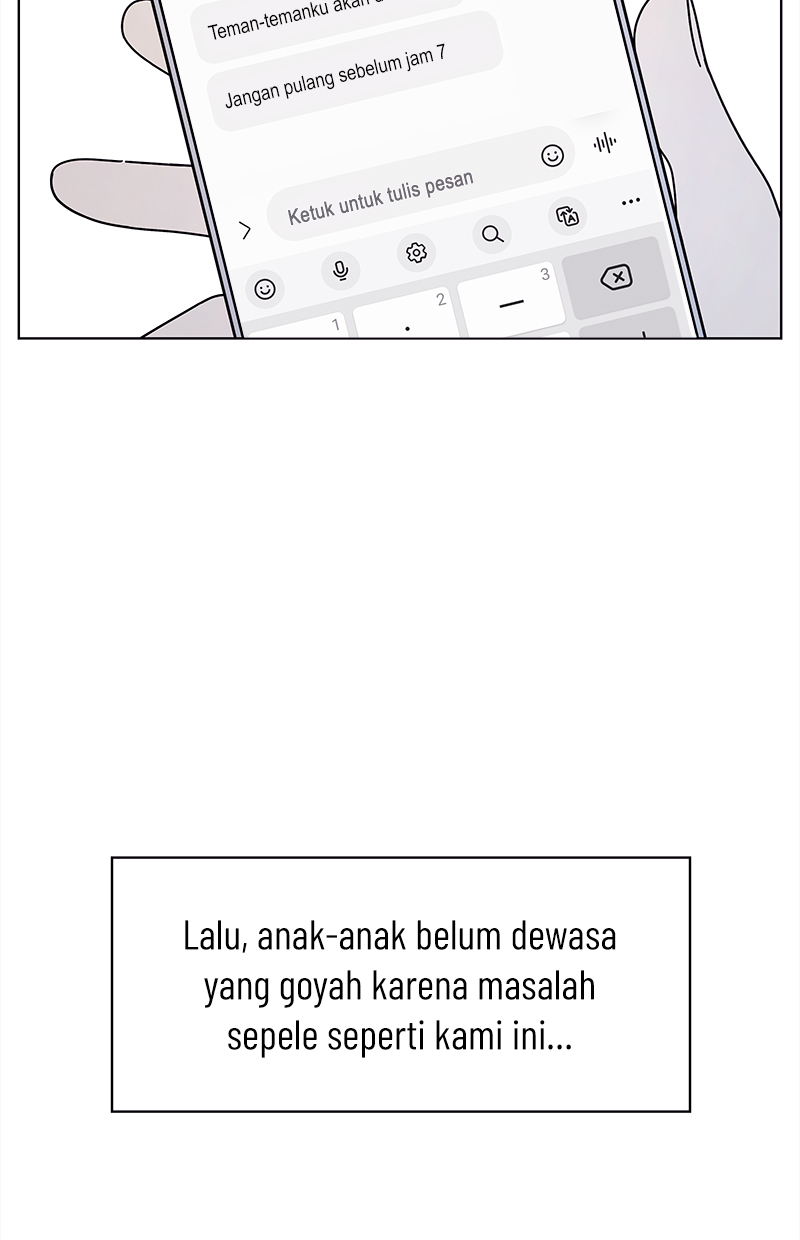 Teman-temanku akan
Jangan pulang sebelum jam 7
Ketuk untuk tulis pesan
1
2
3
.
—
Lalu, anak-anak belum dewasa
yang goyah karena masalah
sepele seperti kami ini...